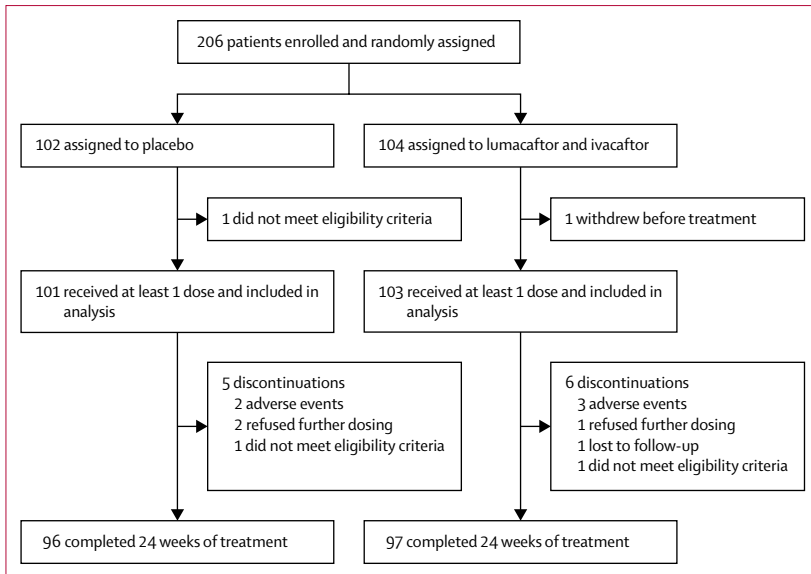 206 patients enrolled and randomly assigned
102 assigned to placebo
104 assigned to lumacaftor and ivacaftor
1 did not meet eligibility criteria
1 withdrew before treatment
101 received at least 1 dose and included in
analysis
103 received at least 1 dose and included in
analysis
5 discontinuations
2 adverse events
2 refused further dosing
1 did not meet eligibility criteria
6 discontinuations
3 adverse events
1 refused further dosing
1 lost to follow-up
1 did not meet eligibility criteria
96 completed 24 weeks of treatment
97 completed 24 weeks of treatment